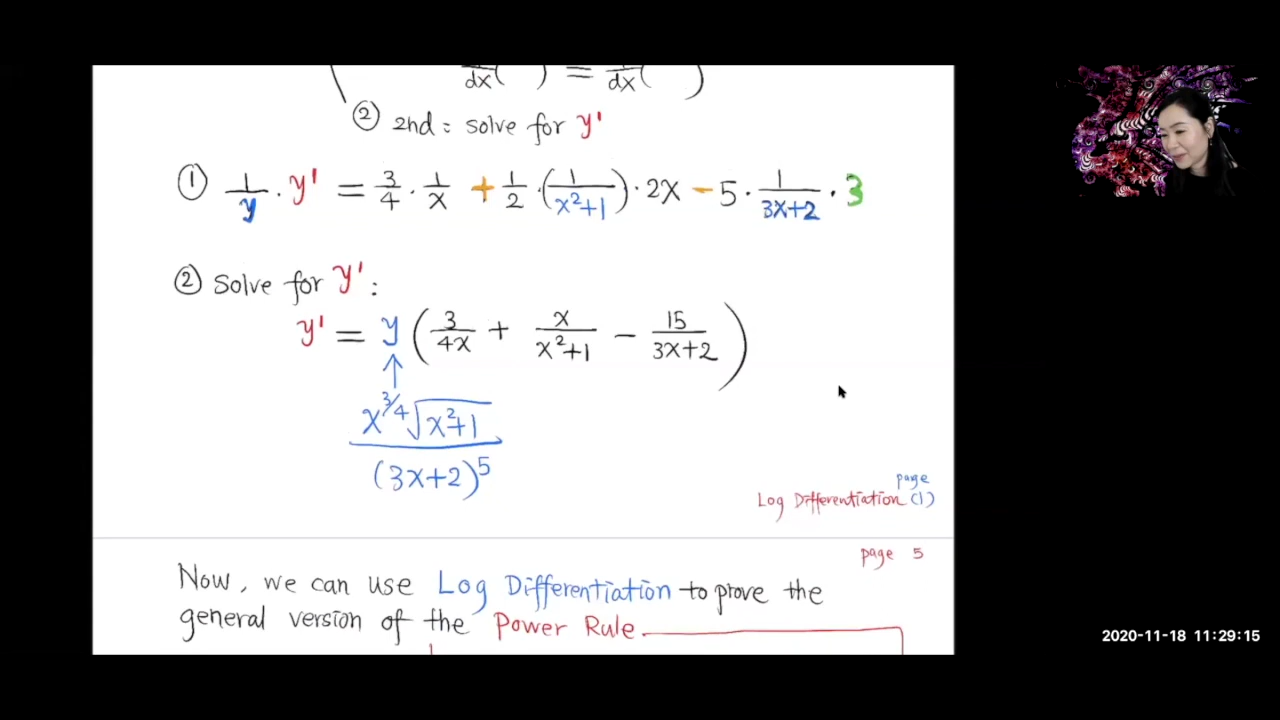 d/dx( ) = d/dx( )
② 2nd: solve for y'
① 1/y · y' = 3/4 · 1/x + 1/2 · (1/(x²+1)) · 2x - 5 · 1/(3x+2) · 3
② Solve for y':
y' = y (3/4x + x/(x²+1) - 15/(3x+2))
↑
x^3/4 √(x²+1)
(3x+2)^5
page
Log Differentiation (1)
page 5
Now, we can use Log Differentiation to prove the
general version of the Power Rule
2020-11-18 11:29:15